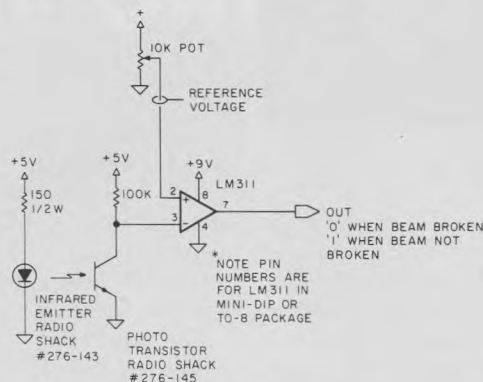 +
10K POT
REFERENCE
VOLTAGE
+5V
+5V
+9V
LM311
150
1/2W
100K
2
+
8
3
-
4
7
OUT
'0' WHEN BEAM BROKEN
'1' WHEN BEAM NOT
BROKEN
*
NOTE PIN
NUMBERS ARE
FOR LM311 IN
MINI-DIP OR
TO-8 PACKAGE
INFRARED
EMITTER
RADIO
SHACK
#276-143
PHOTO
TRANSISTOR
RADIO SHACK
#276-145